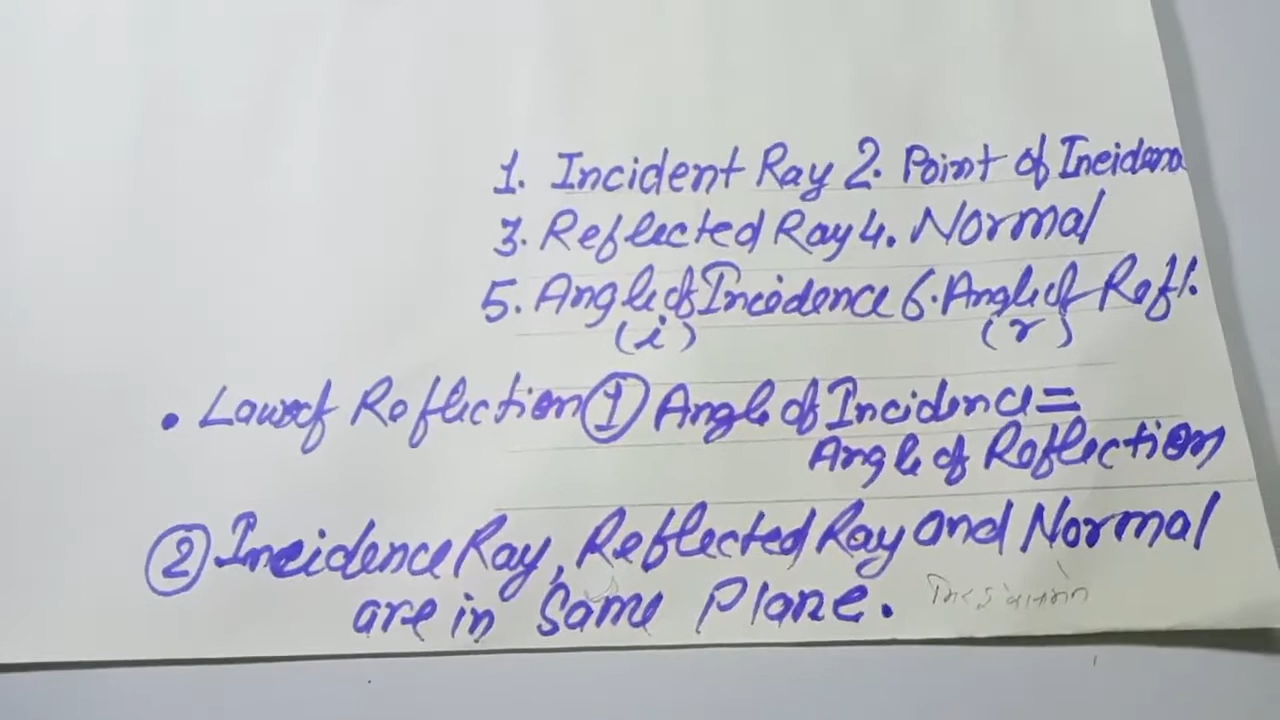 1. Incident Ray 2. Point of Incidence
3. Reflected Ray 4. Normal
5. Angle of Incidence 6. Angle of Refl.
(i) (r)
• Laws of Reflection ① Angle of Incidence =
Angle of Reflection
② Incidence Ray, Reflected Ray and Normal
are in Same Plane.